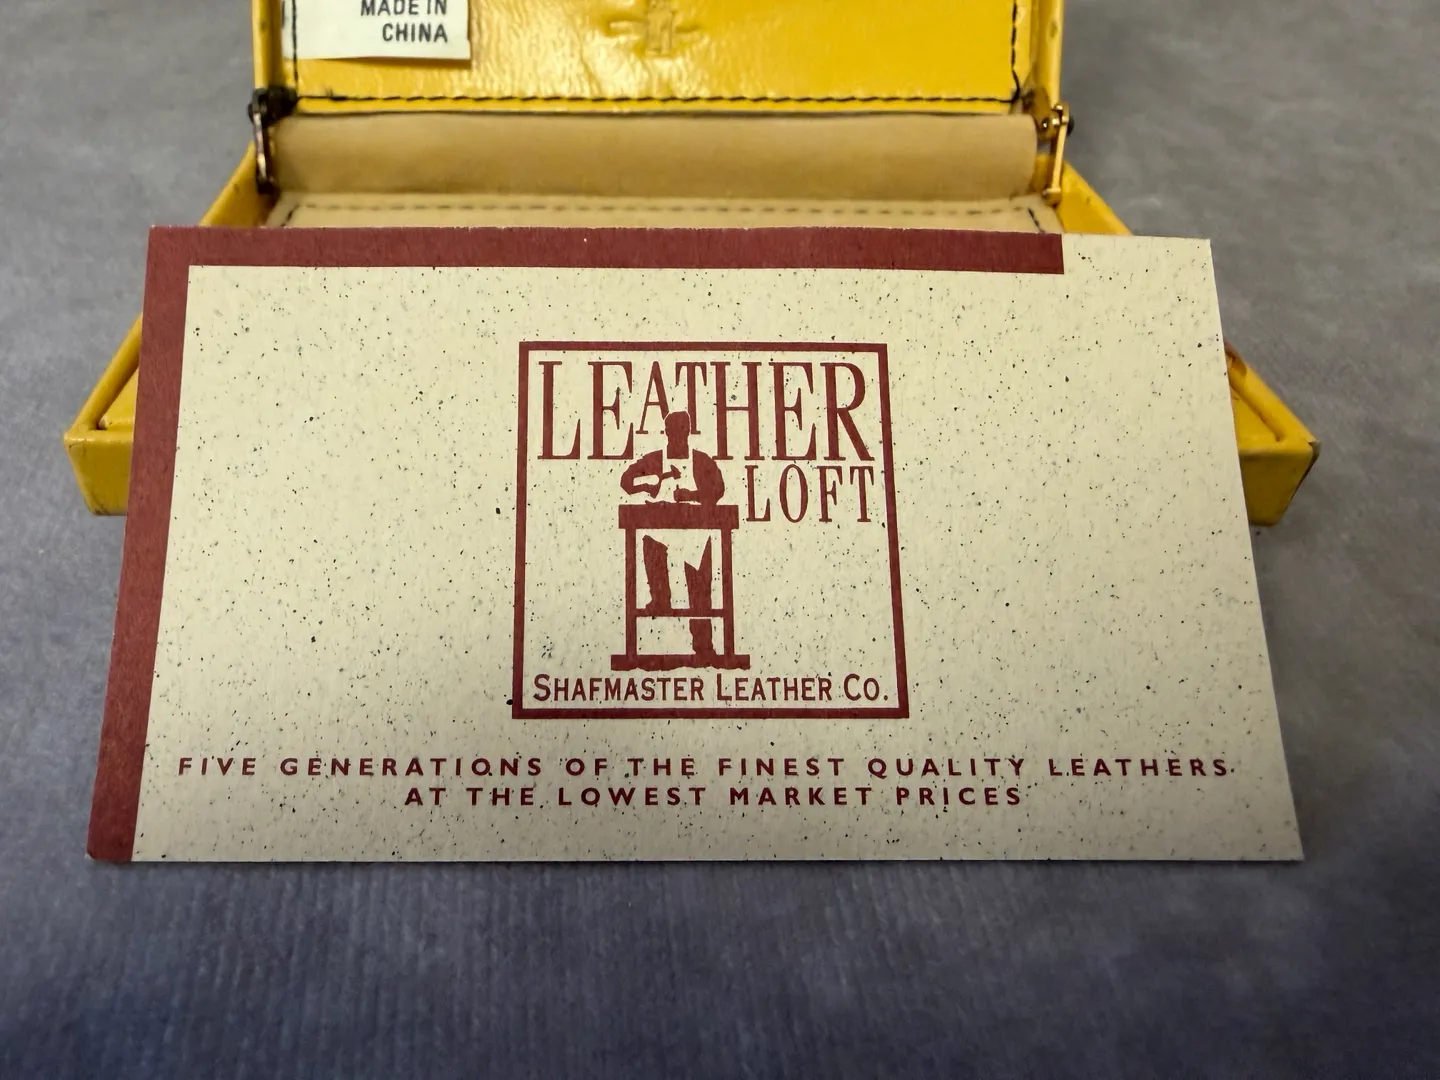 MADE IN
CHINA
LEATHER
LOFT
SHAFMASTER LEATHER CO.
FIVE GENERATIONS OF THE FINEST QUALITY LEATHERS
AT THE LOWEST MARKET PRICES